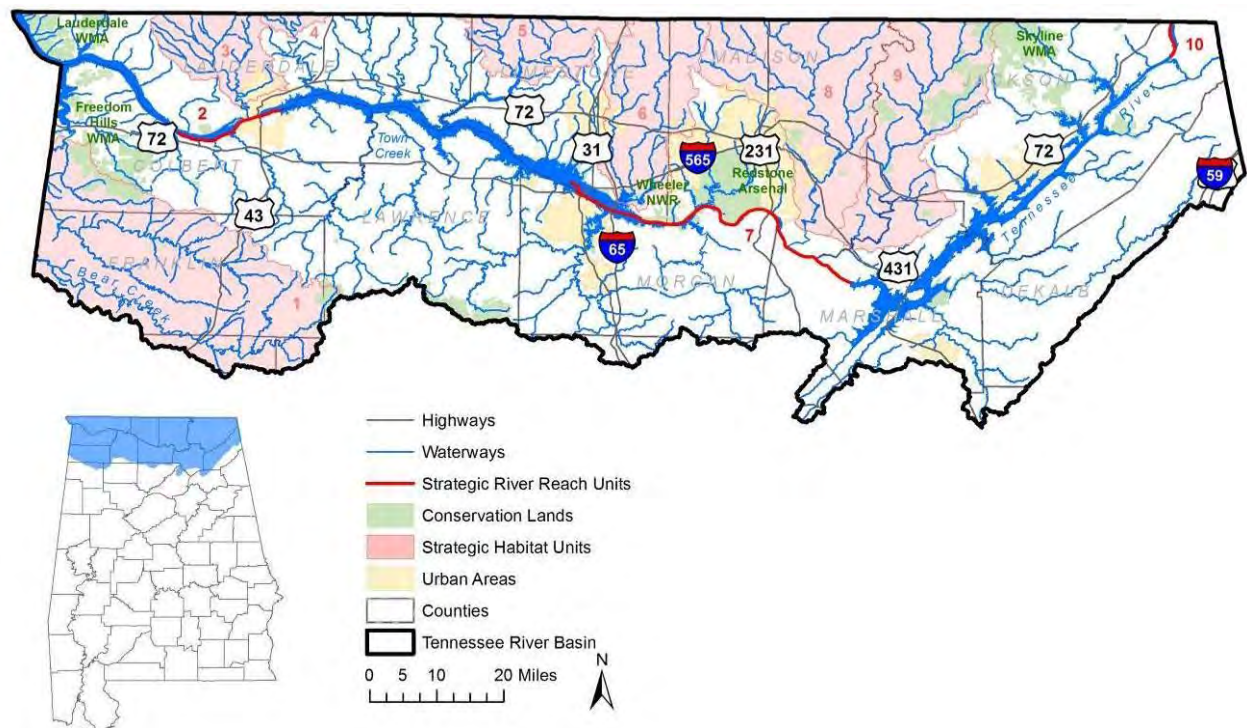 Lauderdale
WMA
3
4
LAUDERDALE
5
LIMESTONE
MADISON
Skyline
WMA
10
JACKSON
9
8
2
72
Freedom
Hills
WMA
72
COLBERT
Town
Creek
6
31
565
231
Wheeler
NWR
Redstone
Arsenal
72
River
Tennessee
59
43
LAWRENCE
65
7
431
FRANKLIN
Bear Creek
1
MORGAN
DEKALB
MARSHALL
Highways
Waterways
Strategic River Reach Units
Conservation Lands
Strategic Habitat Units
Urban Areas
Counties
Tennessee River Basin
0 5 10 20 Miles
N